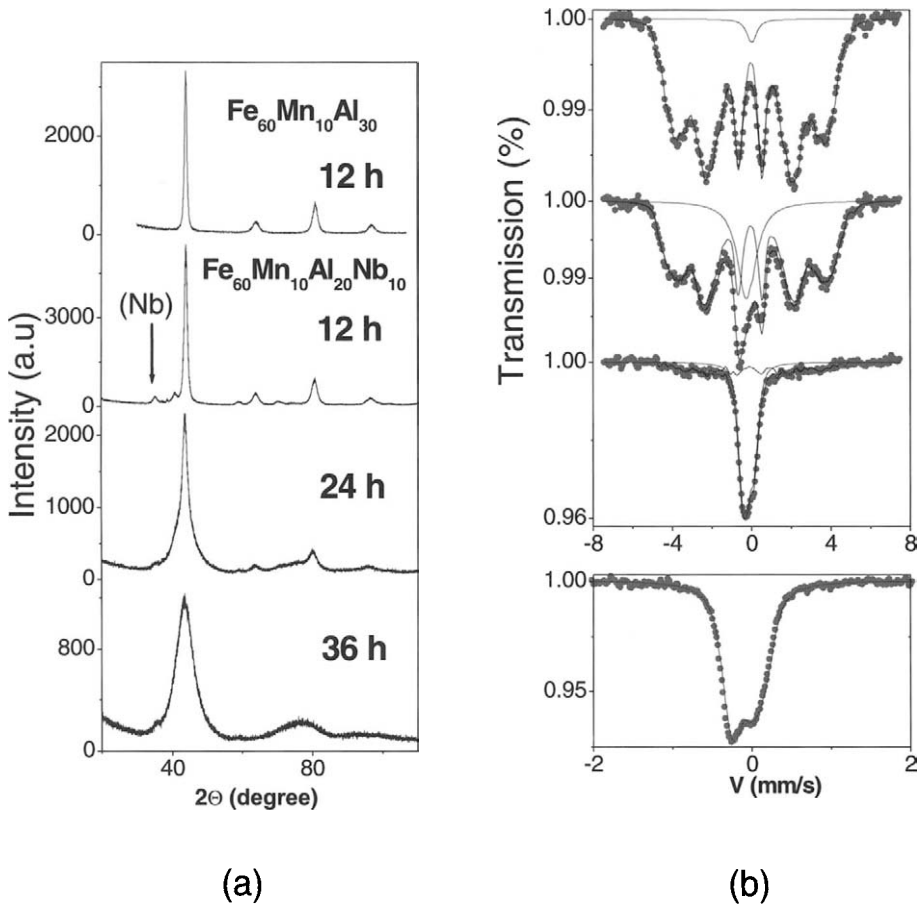 Intensity (a.u)
2000
0
3000
0
2000
1000
0
800
0
Fe₆₀Mn₁₀Al₃₀
12 h
Fe₆₀Mn₁₀Al₂₀Nb₁₀
(Nb)
12 h
24 h
36 h
40 80
2Θ (degree)
(a)
Transmission (%)
1.00
0.99
1.00
0.99
1.00
0.96
-8 -4 0 4 8
1.00
0.95
-2 0 2
V (mm/s)
(b)